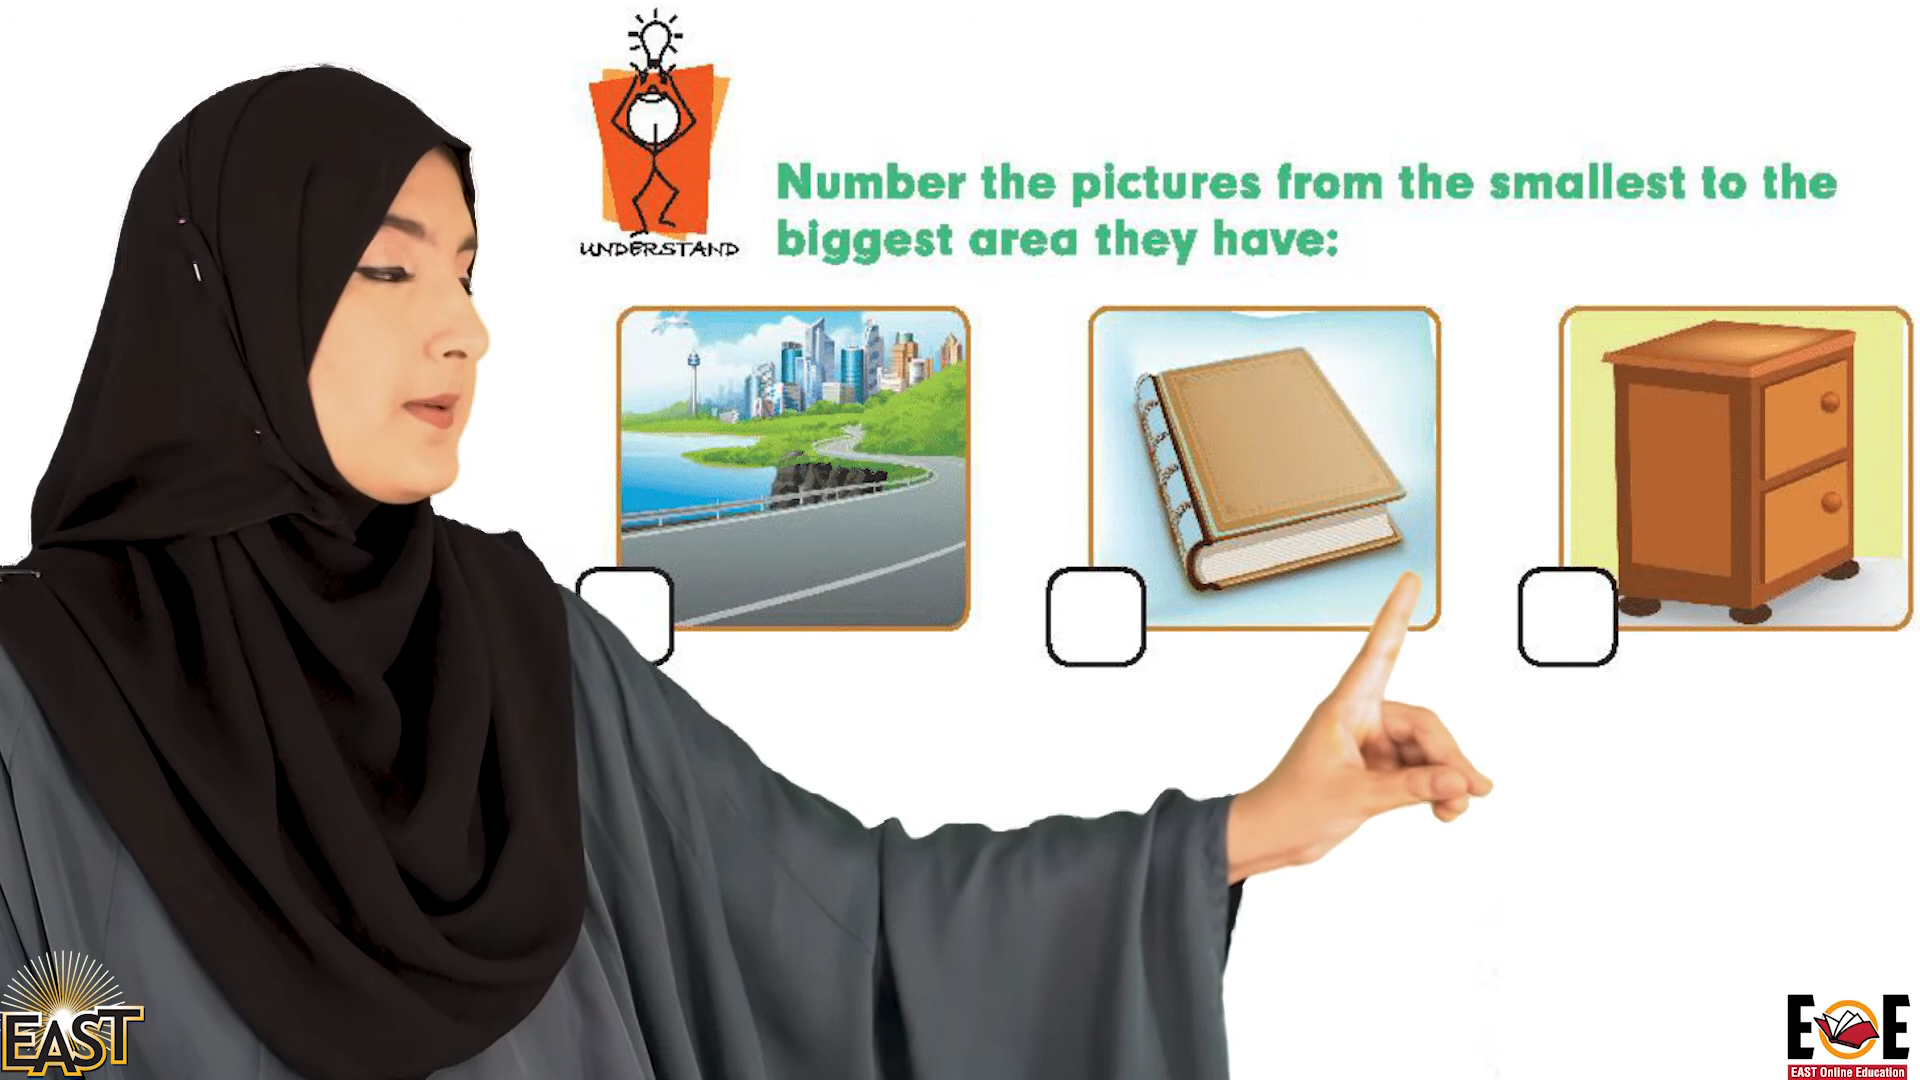 UNDERSTAND
Number the pictures from the smallest to the
biggest area they have:
EAST
EOE
EAST Online Education